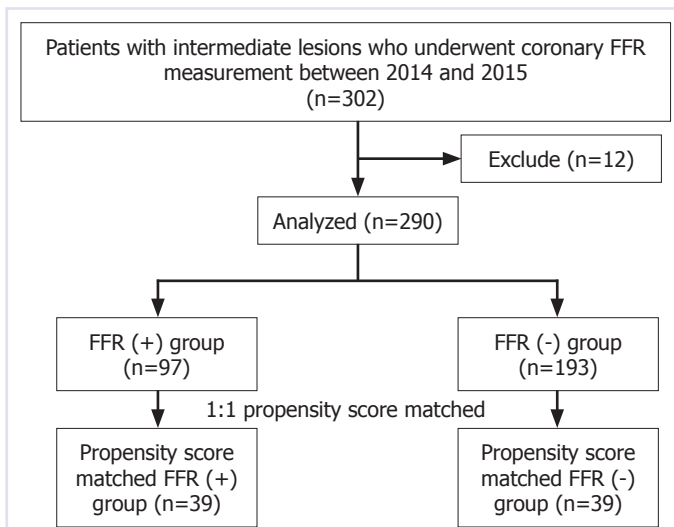 Patients with intermediate lesions who underwent coronary FFR
measurement between 2014 and 2015
(n=302)
Exclude (n=12)
Analyzed (n=290)
FFR (+) group
(n=97)
FFR (-) group
(n=193)
1:1 propensity score matched
Propensity score
matched FFR (+)
group (n=39)
Propensity score
matched FFR (-)
group (n=39)